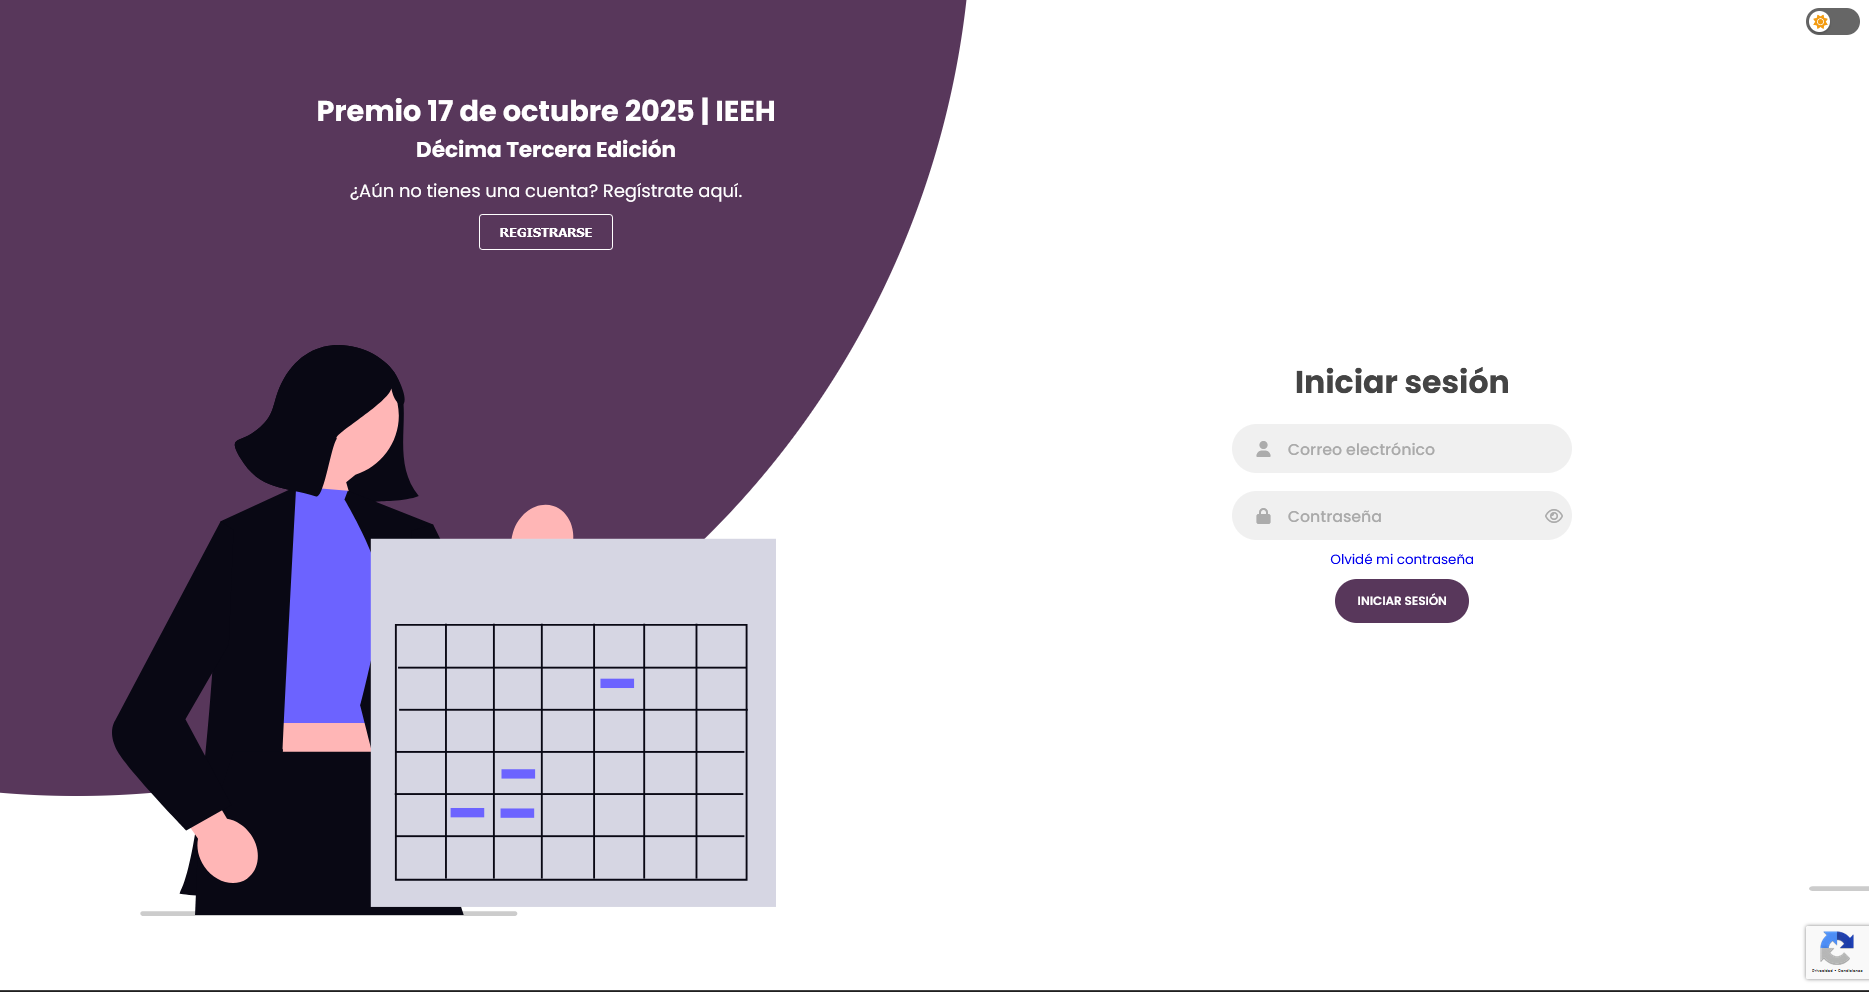 Premio 17 de octubre 2025 | IEEH
Décima Tercera Edición
¿Aún no tienes una cuenta? Regístrate aquí.
REGISTRARSE
Iniciar sesión
Correo electrónico
Contraseña
Olvidé mi contraseña
INICIAR SESIÓN
Privacidad • Condiciones